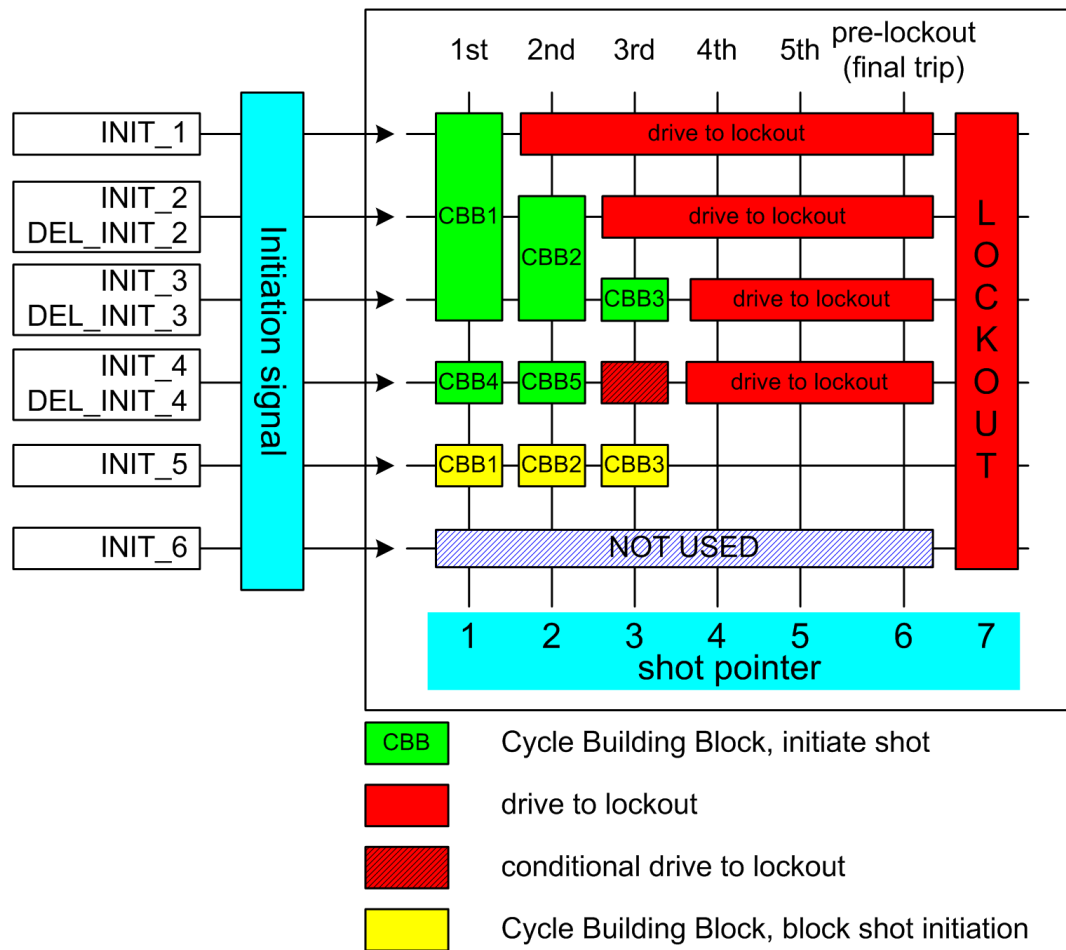 1st 2nd 3rd 4th 5th pre-lockout
(final trip)
INIT_1
drive to lockout
INIT_2
DEL_INIT_2
CBB1
drive to lockout
CBB2
INIT_3
DEL_INIT_3
CBB3
drive to lockout
INIT_4
DEL_INIT_4
CBB4 CBB5
drive to lockout
INIT_5
CBB1 CBB2 CBB3
INIT_6
NOT USED
Initiation signal
LOCKOUT
1 2 3 4 5 6 7
shot pointer
CBB Cycle Building Block, initiate shot
drive to lockout
conditional drive to lockout
Cycle Building Block, block shot initiation